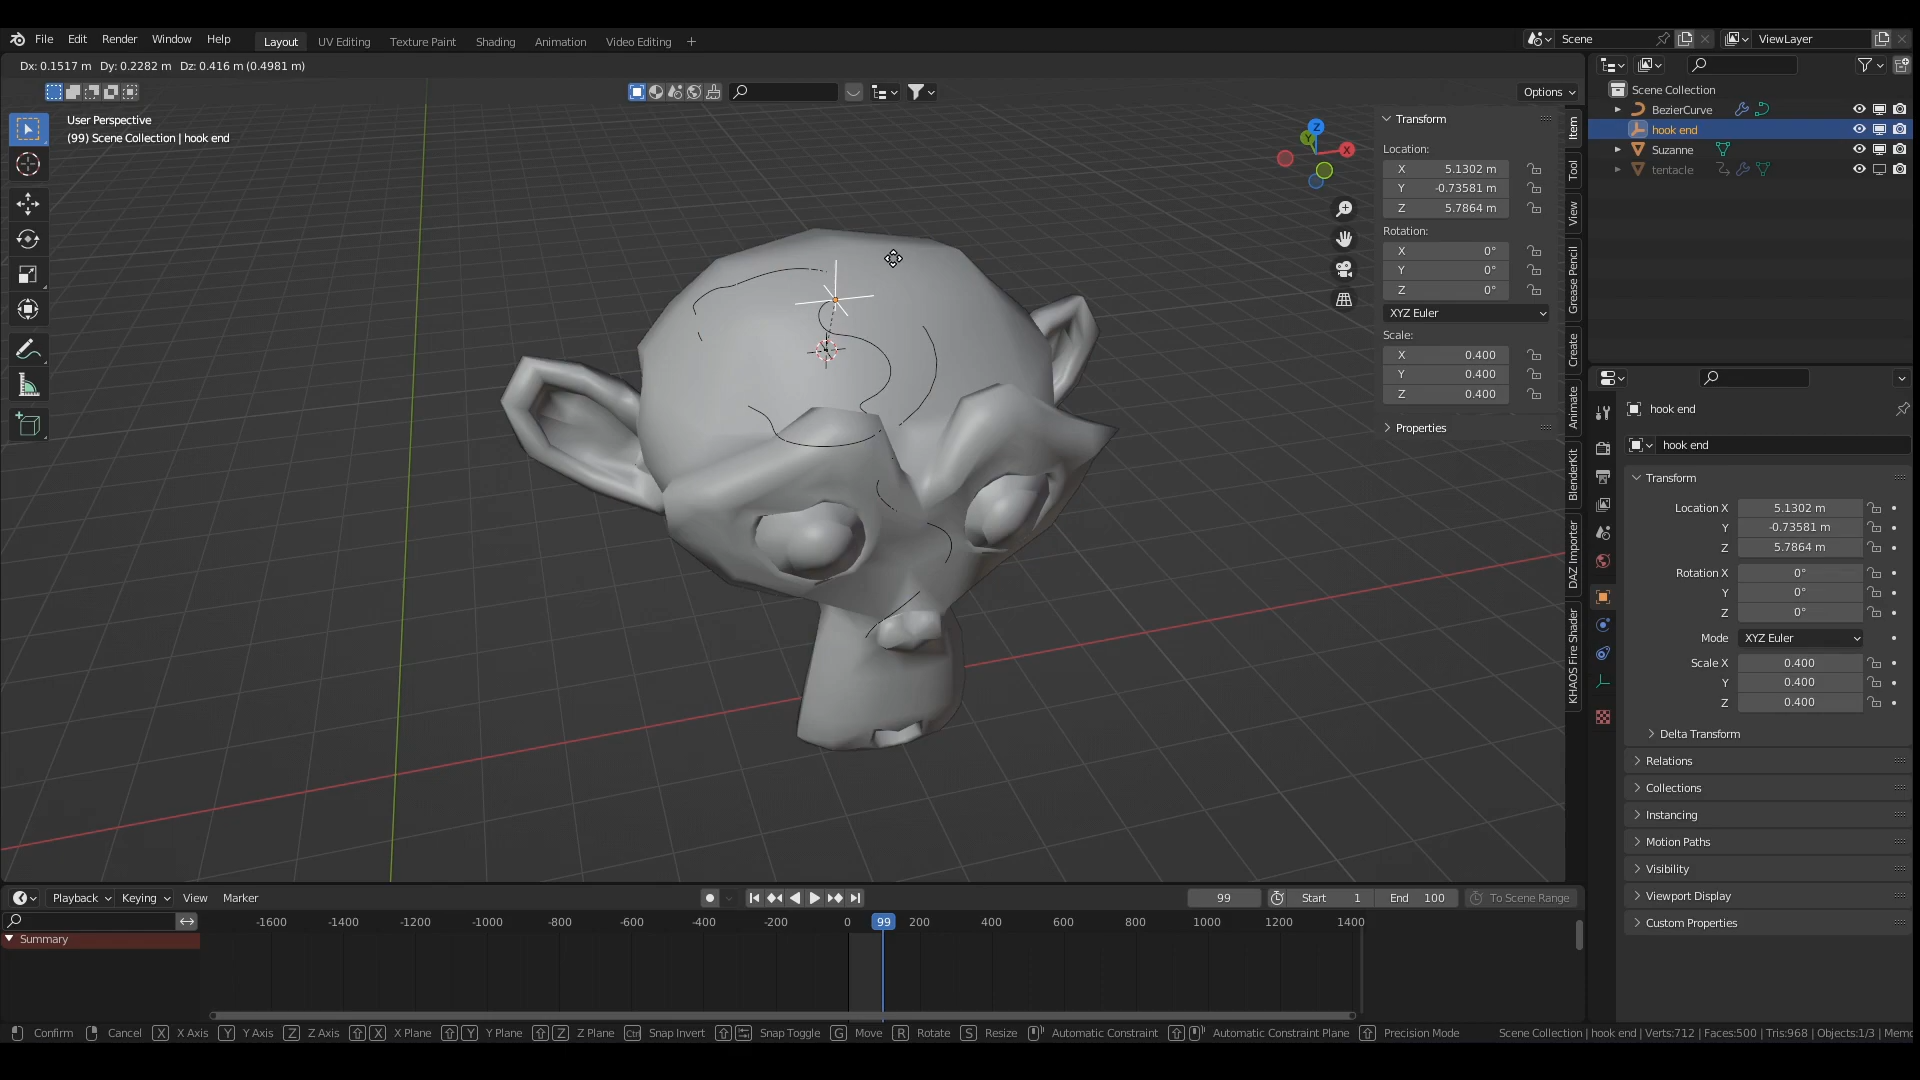 File Edit Render Window Help Layout UV Editing Texture Paint Shading Animation Video Editing + Scene ViewLayer
Dx: 0.1517 m Dy: 0.2282 m Dz: 0.416 m (0.4981 m)
Options
User Perspective
(99) Scene Collection | hook end
Z
Y
X
Transform
Location:
X 5.1302 m
Y -0.73581 m
Z 5.7864 m
Rotation:
X 0°
Y 0°
Z 0°
XYZ Euler
Scale:
X 0.400
Y 0.400
Z 0.400
Properties
Item
Tool
View
Grease Pencil
Create
Animate
BlenderKit
DAZ Importer
KHAOS Fire Shader
Scene Collection
BezierCurve
hook end
Suzanne
tentacle
hook end
hook end
Transform
Location X 5.1302 m
Y -0.73581 m
Z 5.7864 m
Rotation X 0°
Y 0°
Z 0°
Mode XYZ Euler
Scale X 0.400
Y 0.400
Z 0.400
Delta Transform
Relations
Collections
Instancing
Motion Paths
Visibility
Viewport Display
Custom Properties
Playback Keying View Marker 99 Start 1 End 100 To Scene Range
-1600 -1400 -1200 -1000 -800 -600 -400 -200 0 99 200 400 600 800 1000 1200 1400
Summary
Confirm Cancel X X Axis Y Y Axis Z Z Axis X X Plane Y Y Plane Z Z Plane Ctrl Snap Invert Snap Toggle G Move R Rotate S Resize Automatic Constraint Automatic Constraint Plane Precision Mode Scene Collection | hook end | Verts:712 | Faces:500 | Tris:968 | Objects:1/3 | Memo